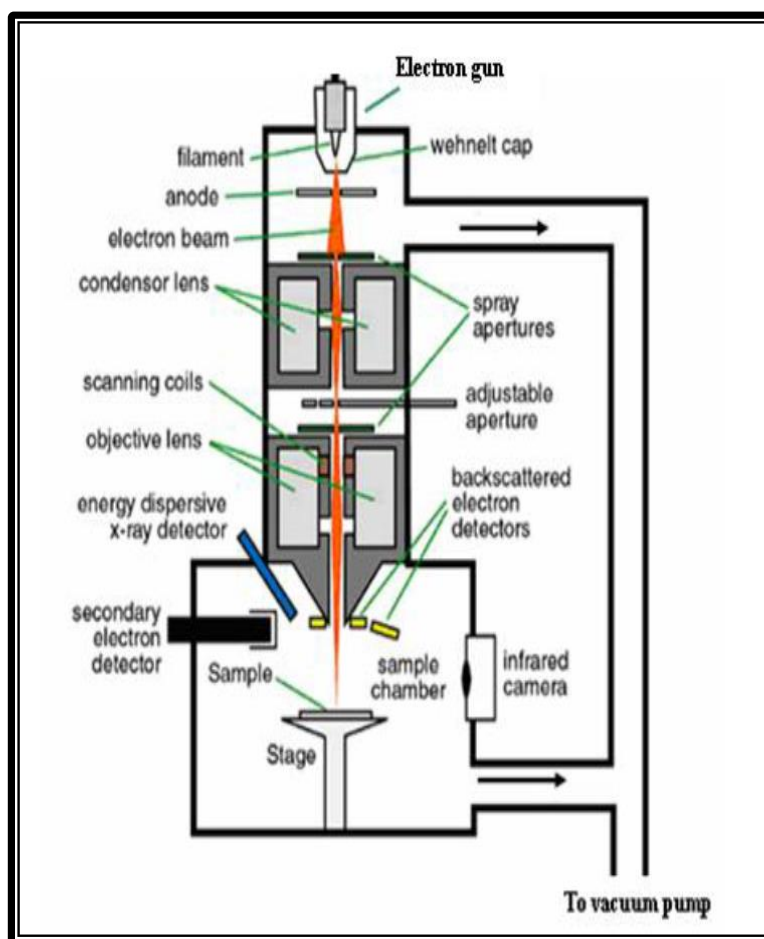 Electron gun
filament
wehnelt cap
anode
electron beam
condensor lens
spray
apertures
scanning coils
adjustable
aperture
objective lens
backscattered
electron
detectors
energy dispersive
x-ray detector
secondary
electron
detector
Sample
sample
chamber
infrared
camera
Stage
To vacuum pump